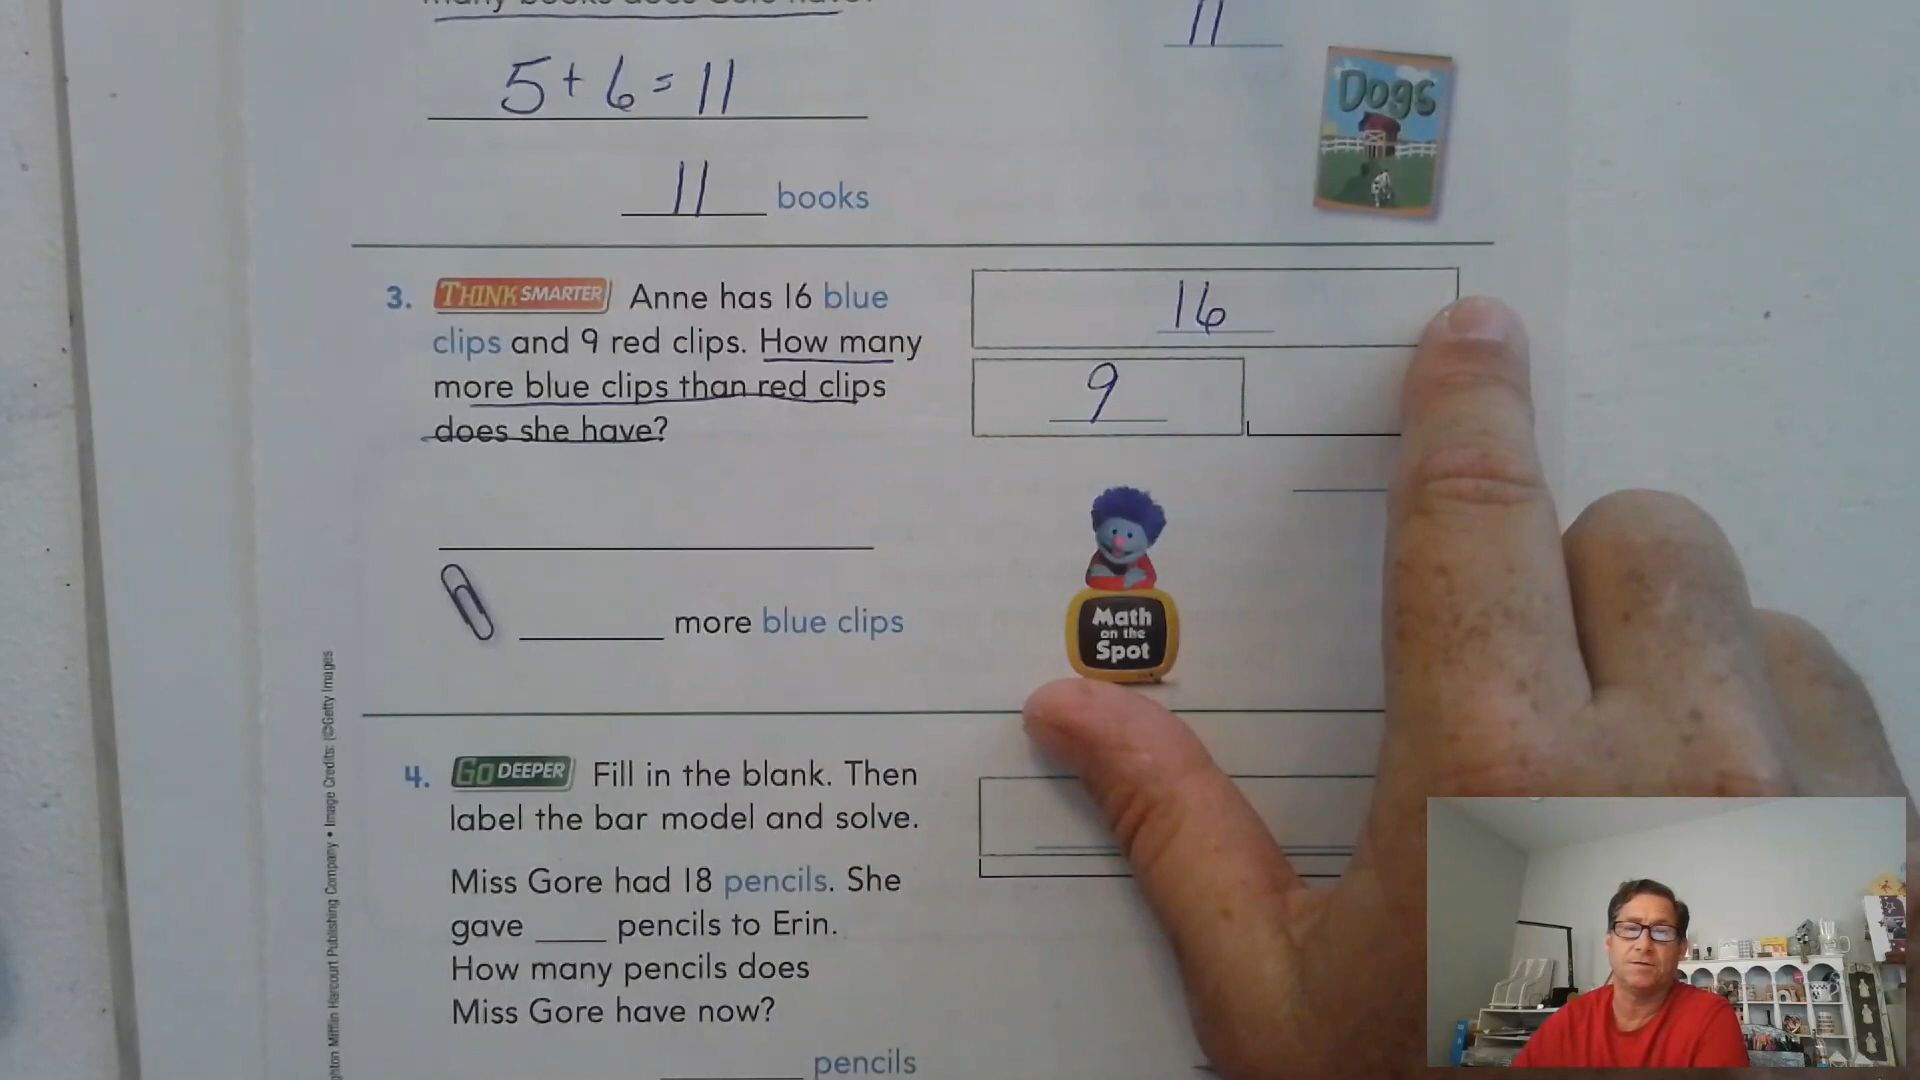 11
5 + 6 = 11
Dogs
11 books
3. THINK SMARTER Anne has 16 blue
clips and 9 red clips. How many
more blue clips than red clips
does she have?
16
9
more blue clips
Math
on the
Spot
4. GO DEEPER Fill in the blank. Then
label the bar model and solve.
Miss Gore had 18 pencils. She
gave ____ pencils to Erin.
How many pencils does
Miss Gore have now?
pencils
Mifflin Harcourt Publishing Company • Image Credits: (©Getty Images